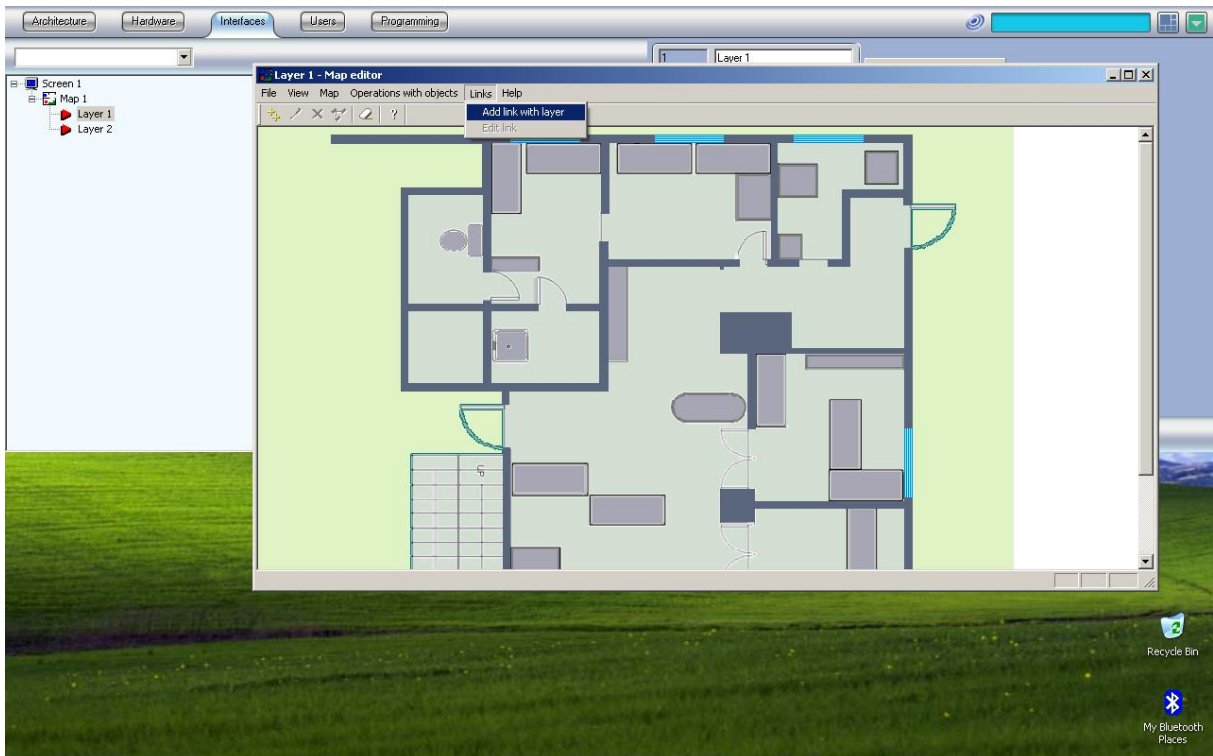 Architecture Hardware Interfaces Users Programming
1 Layer 1
Screen 1
Map 1
Layer 1
Layer 2
Layer 1 - Map editor
File View Map Operations with objects Links Help
Add link with layer
Edit link
?
Recycle Bin
My Bluetooth
Places